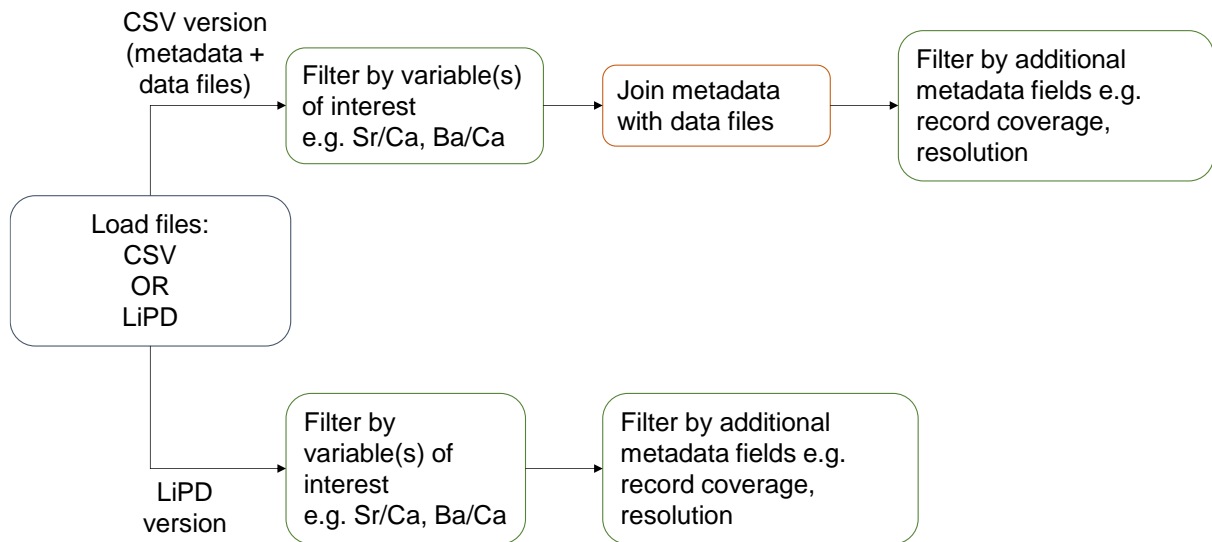 CSV version
(metadata +
data files)
Filter by variable(s)
of interest
e.g. Sr/Ca, Ba/Ca
Join metadata
with data files
Filter by additional
metadata fields e.g.
record coverage,
resolution
Load files:
CSV
OR
LiPD
LiPD
version
Filter by
variable(s) of
interest
e.g. Sr/Ca, Ba/Ca
Filter by additional
metadata fields e.g.
record coverage,
resolution